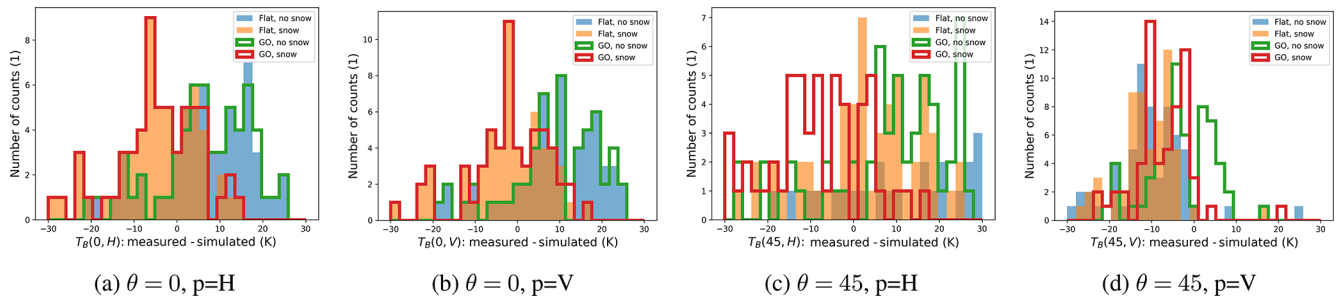 Number of counts (1)
8
6
4
2
0
Flat, no snow
Flat, snow
GO, no snow
GO, snow
−30 −20 −10 0 10 20 30
T_B(0, H): measured - simulated (K)
(a) θ = 0, p=H
Number of counts (1)
10
8
6
4
2
0
Flat, no snow
Flat, snow
GO, no snow
GO, snow
−30 −20 −10 0 10 20 30
T_B(0, V): measured - simulated (K)
(b) θ = 0, p=V
Number of counts (1)
7
6
5
4
3
2
1
0
Flat, no snow
Flat, snow
GO, no snow
GO, snow
−30 −20 −10 0 10 20 30
T_B(45, H): measured - simulated (K)
(c) θ = 45, p=H
Number of counts (1)
14
12
10
8
6
4
2
0
Flat, no snow
Flat, snow
GO, no snow
GO, snow
−30 −20 −10 0 10 20 30
T_B(45, V): measured - simulated (K)
(d) θ = 45, p=V